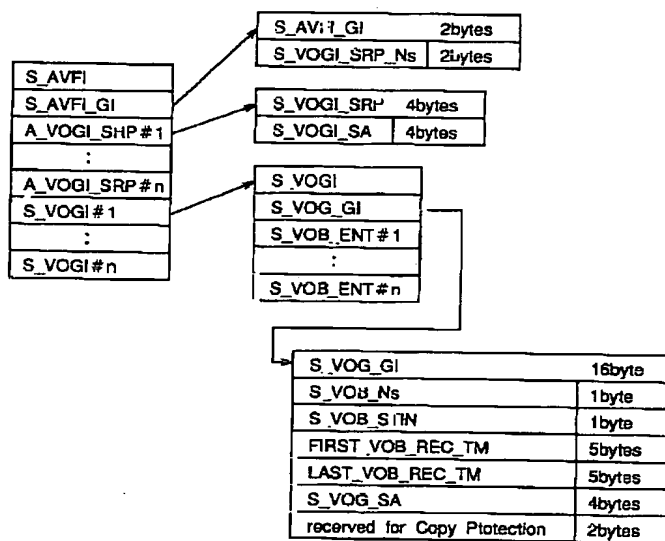 S_AVFI
S_AVFI_GI
A_VOGI_SRP#1
:
A_VOGI_SRP#n
S_VOGI#1
:
S_VOGI#n
S_AVFI_GI 2bytes
S_VOGI_SRP_Ns 2bytes
S_VOGI_SRP 4bytes
S_VOGI_SA 4bytes
S_VOGI
S_VOG_GI
S_VOB_ENT#1
:
S_VOB_ENT#n
S_VOG_GI 16byte
S_VOB_Ns 1byte
S_VOB_STIN 1byte
FIRST_VOB_REC_TM 5bytes
LAST_VOB_REC_TM 5bytes
S_VOG_SA 4bytes
recerved for Copy Ptotection 2bytes